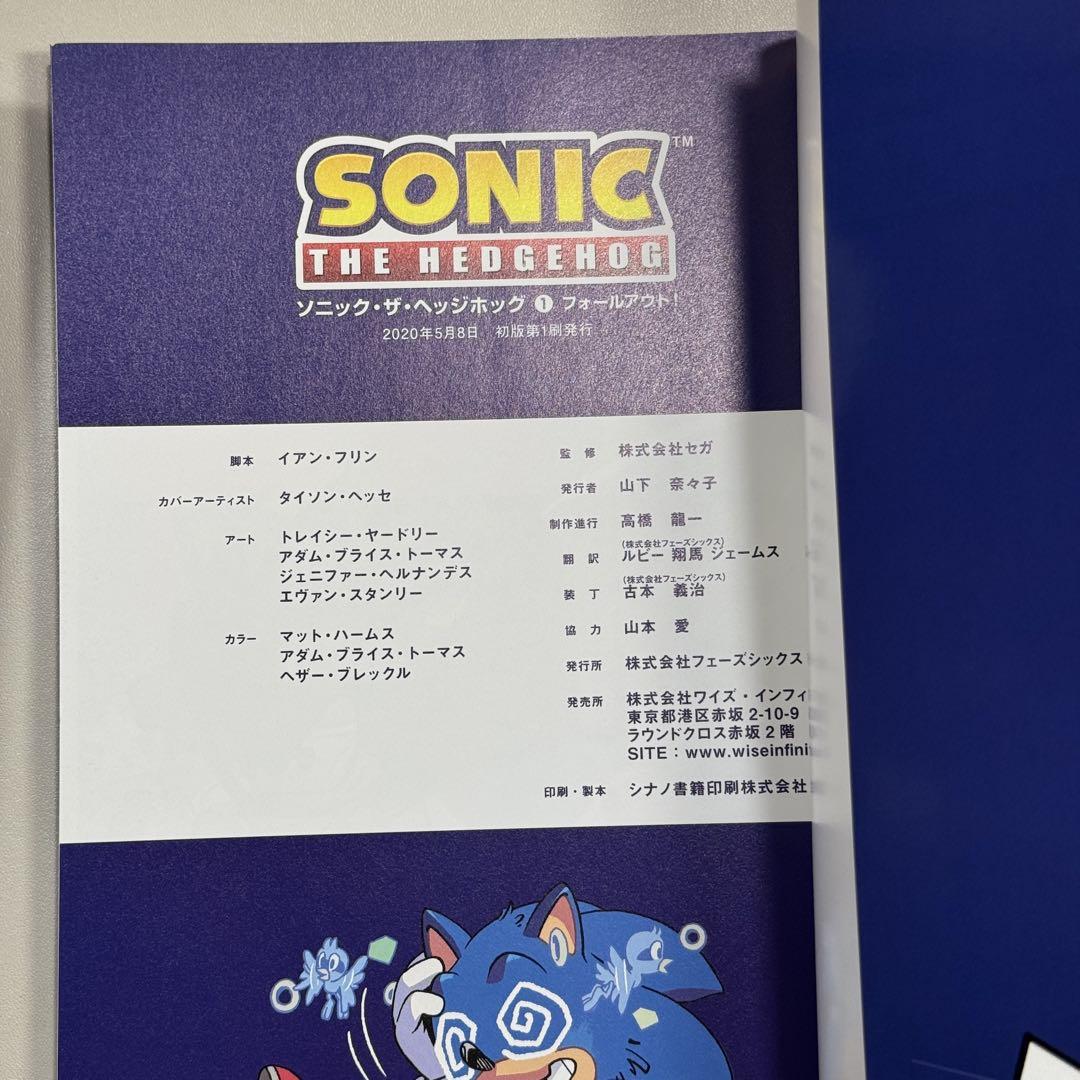 SONIC TM
THE HEDGEHOG
ソニック・ザ・ヘッジホッグ ❶ フォールアウト!
2020年5月8日 初版第1刷発行
脚本 イアン・フリン
カバーアーティスト タイソン・ヘッセ
アート トレイシー・ヤードリー
アダム・ブライス・トーマス
ジェニファー・ヘルナンデス
エヴァン・スタンリー
カラー マット・ハームス
アダム・ブライス・トーマス
ヘザー・ブレックル
監修 株式会社セガ
発行者 山下 奈々子
制作進行 高橋 龍一
(株式会社フェーズシックス)
翻訳 ルビー 翔馬 ジェームス
(株式会社フェーズシックス)
装丁 古本 義治
協力 山本 愛
発行所 株式会社フェーズシックス
発売所 株式会社ワイズ・インフィ
東京都港区赤坂 2-10-9
ラウンドクロス赤坂 2 階
SITE : www.wiseinfini
印刷・製本 シナノ書籍印刷株式会社